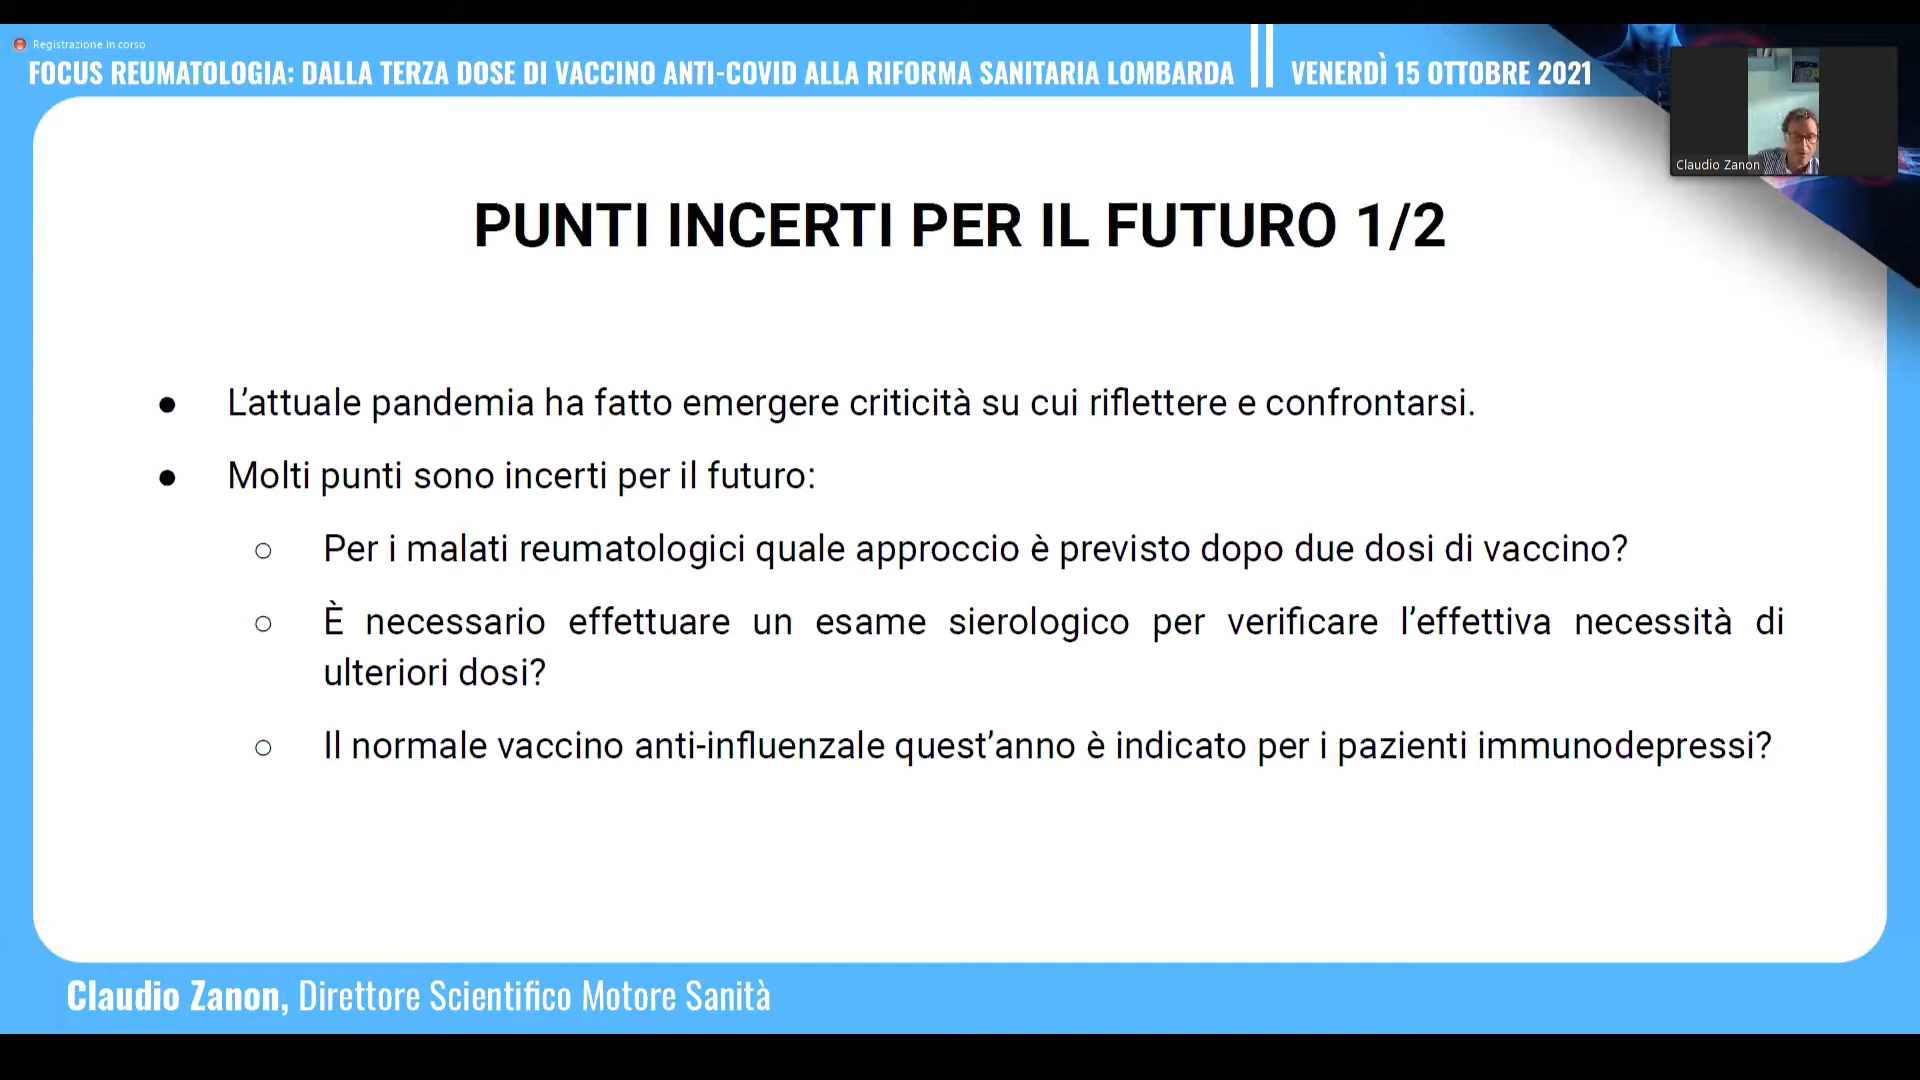 Registrazione in corso
FOCUS REUMATOLOGIA: DALLA TERZA DOSE DI VACCINO ANTI-COVID ALLA RIFORMA SANITARIA LOMBARDA || VENERDÌ 15 OTTOBRE 2021
Claudio Zanon
PUNTI INCERTI PER IL FUTURO 1/2
● L’attuale pandemia ha fatto emergere criticità su cui riflettere e confrontarsi.
● Molti punti sono incerti per il futuro:
○ Per i malati reumatologici quale approccio è previsto dopo due dosi di vaccino?
○ È necessario effettuare un esame sierologico per verificare l’effettiva necessità di
ulteriori dosi?
○ Il normale vaccino anti-influenzale quest’anno è indicato per i pazienti immunodepressi?
Claudio Zanon, Direttore Scientifico Motore Sanità